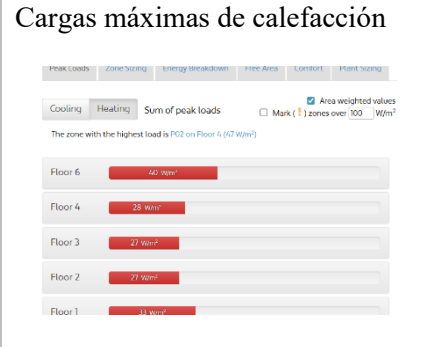 Cargas máximas de calefacción
Peak Loads Zone Sizing Energy Breakdown Free Area Comfort Plant Sizing
Cooling Heating Sum of peak loads
Area weighted values
Mark ( ! ) zones over 100 W/m²
The zone with the highest load is P02 on Floor 4 (47 W/m²)
Floor 6 40 W/m²
Floor 4 28 W/m²
Floor 3 27 W/m²
Floor 2 27 W/m²
Floor 1 33 W/m²